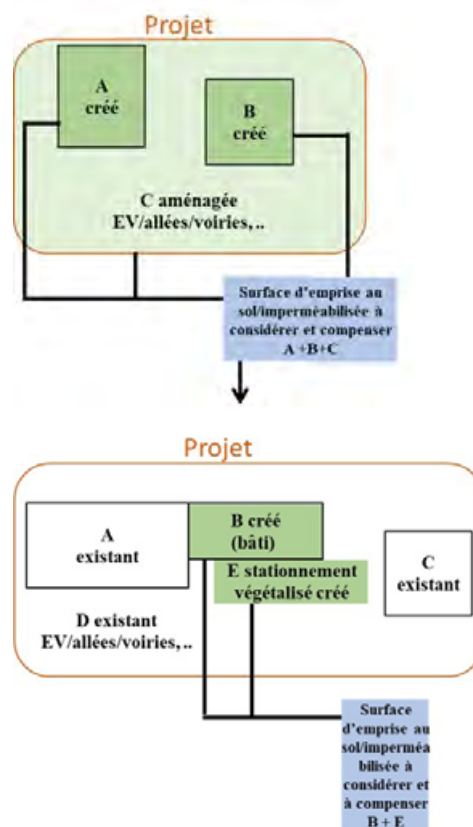 Projet
A
créé
B
créé
C aménagée
EV/allées/voiries, ..
Surface d'emprise au
sol/imperméabilisée à
considérer et compenser
A +B+C
Projet
A
existant
B créé
(bâti)
C
existant
E stationnement
végétalisé créé
D existant
EV/allées/voiries, ..
Surface
d'emprise au
sol/imperméa
bilisée à
considérer et
à compenser
B + E